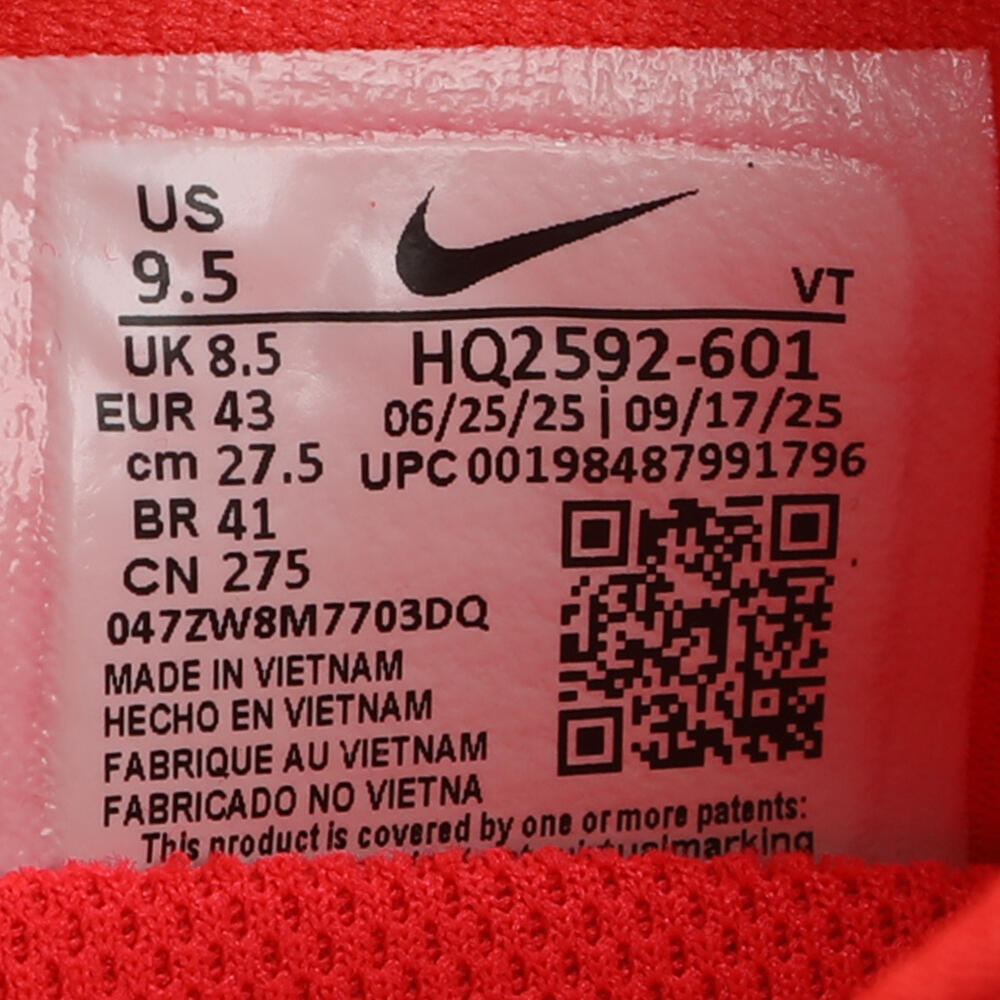 US
9.5
VT
UK 8.5
HQ2592-601
EUR 43
06/25/25 | 09/17/25
cm 27.5
UPC 00198487991796
BR 41
CN 275
047ZW8M7703DQ
MADE IN VIETNAM
HECHO EN VIETNAM
FABRIQUE AU VIETNAM
FABRICADO NO VIETNA
This product is covered by one or more patents: